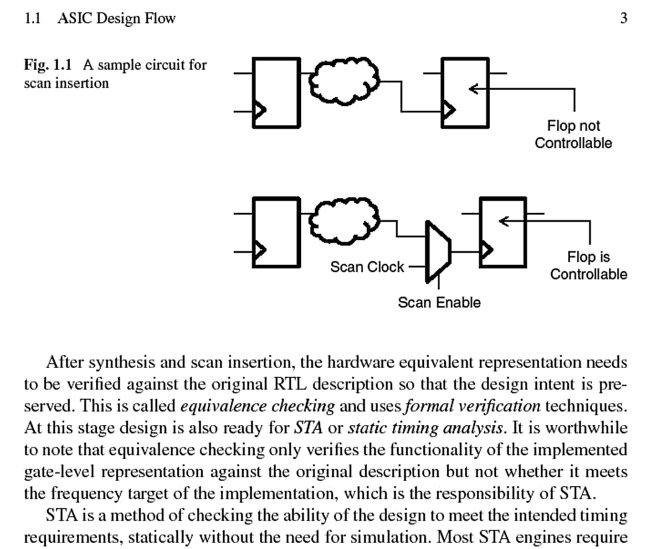 1.1 ASIC Design Flow 3
Fig. 1.1 A sample circuit for
scan insertion
Flop not
Controllable
Flop is
Controllable
Scan Clock
Scan Enable
After synthesis and scan insertion, the hardware equivalent representation needs
to be verified against the original RTL description so that the design intent is pre-
served. This is called equivalence checking and uses formal verification techniques.
At this stage design is also ready for STA or static timing analysis. It is worthwhile
to note that equivalence checking only verifies the functionality of the implemented
gate-level representation against the original description but not whether it meets
the frequency target of the implementation, which is the responsibility of STA.
STA is a method of checking the ability of the design to meet the intended timing
requirements, statically without the need for simulation. Most STA engines require